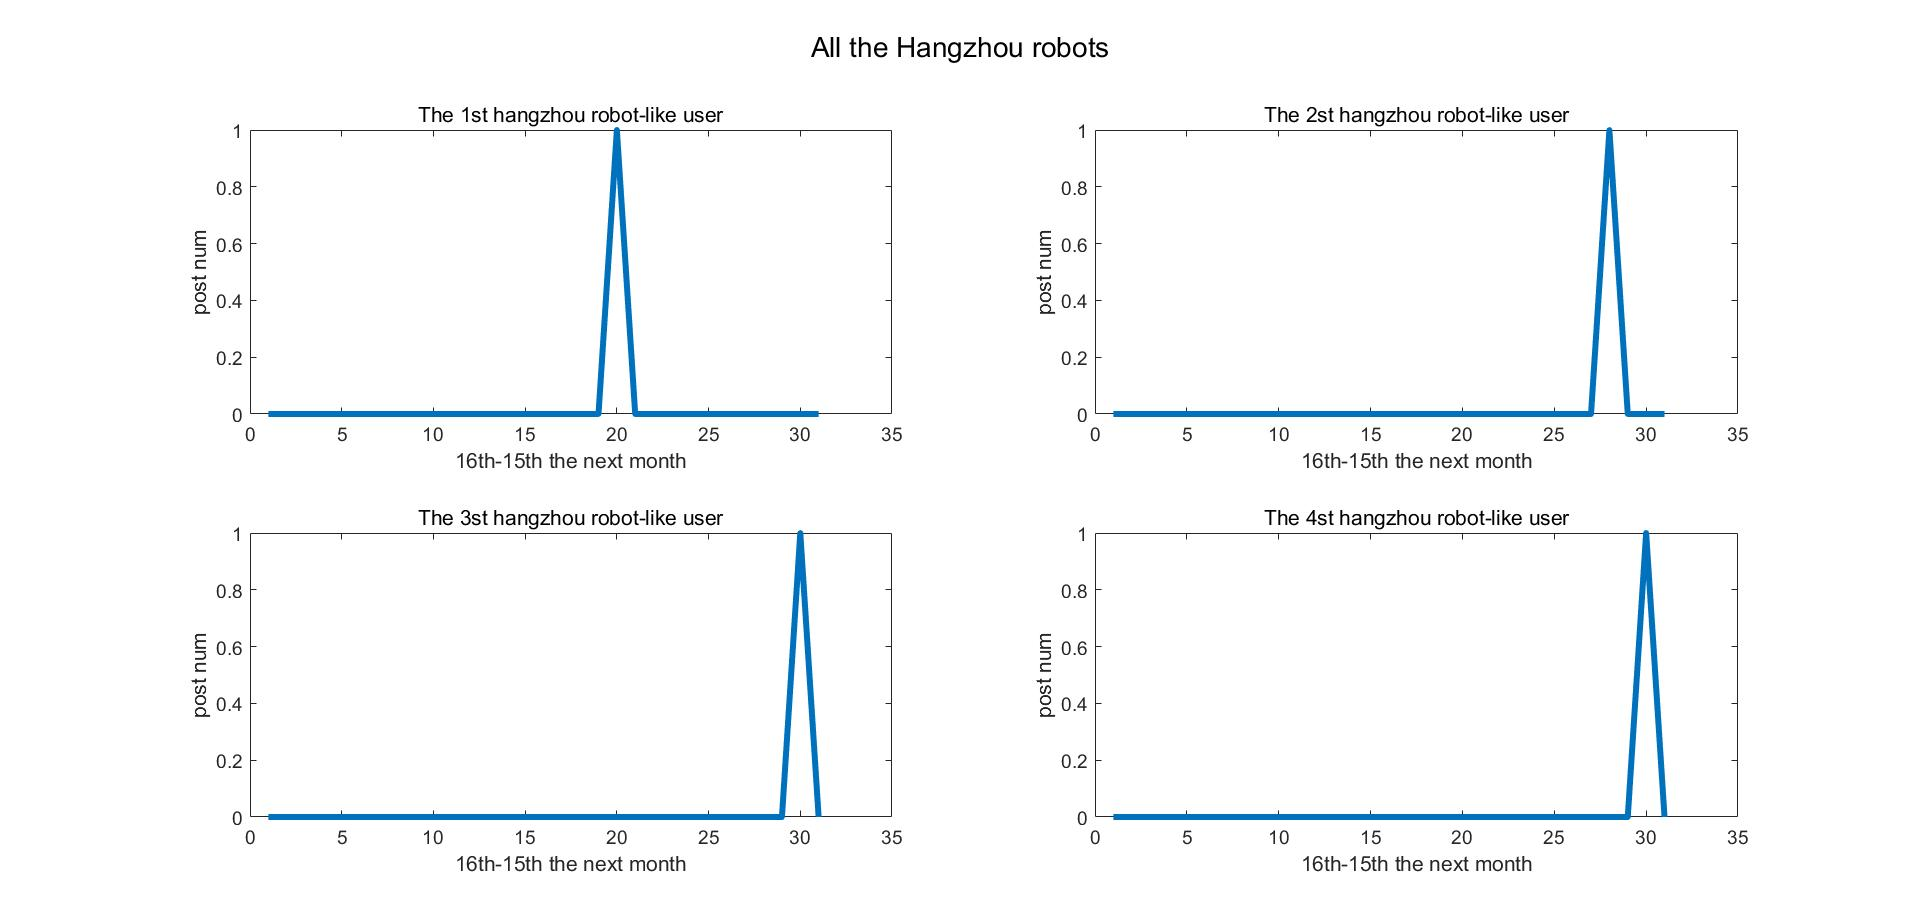 All the Hangzhou robots
The 1st hangzhou robot-like user
1
0.8
0.6
0.4
0.2
0
post num
0 5 10 15 20 25 30 35
16th-15th the next month
The 2st hangzhou robot-like user
1
0.8
0.6
0.4
0.2
0
post num
0 5 10 15 20 25 30 35
16th-15th the next month
The 3st hangzhou robot-like user
1
0.8
0.6
0.4
0.2
0
post num
0 5 10 15 20 25 30 35
16th-15th the next month
The 4st hangzhou robot-like user
1
0.8
0.6
0.4
0.2
0
post num
0 5 10 15 20 25 30 35
16th-15th the next month